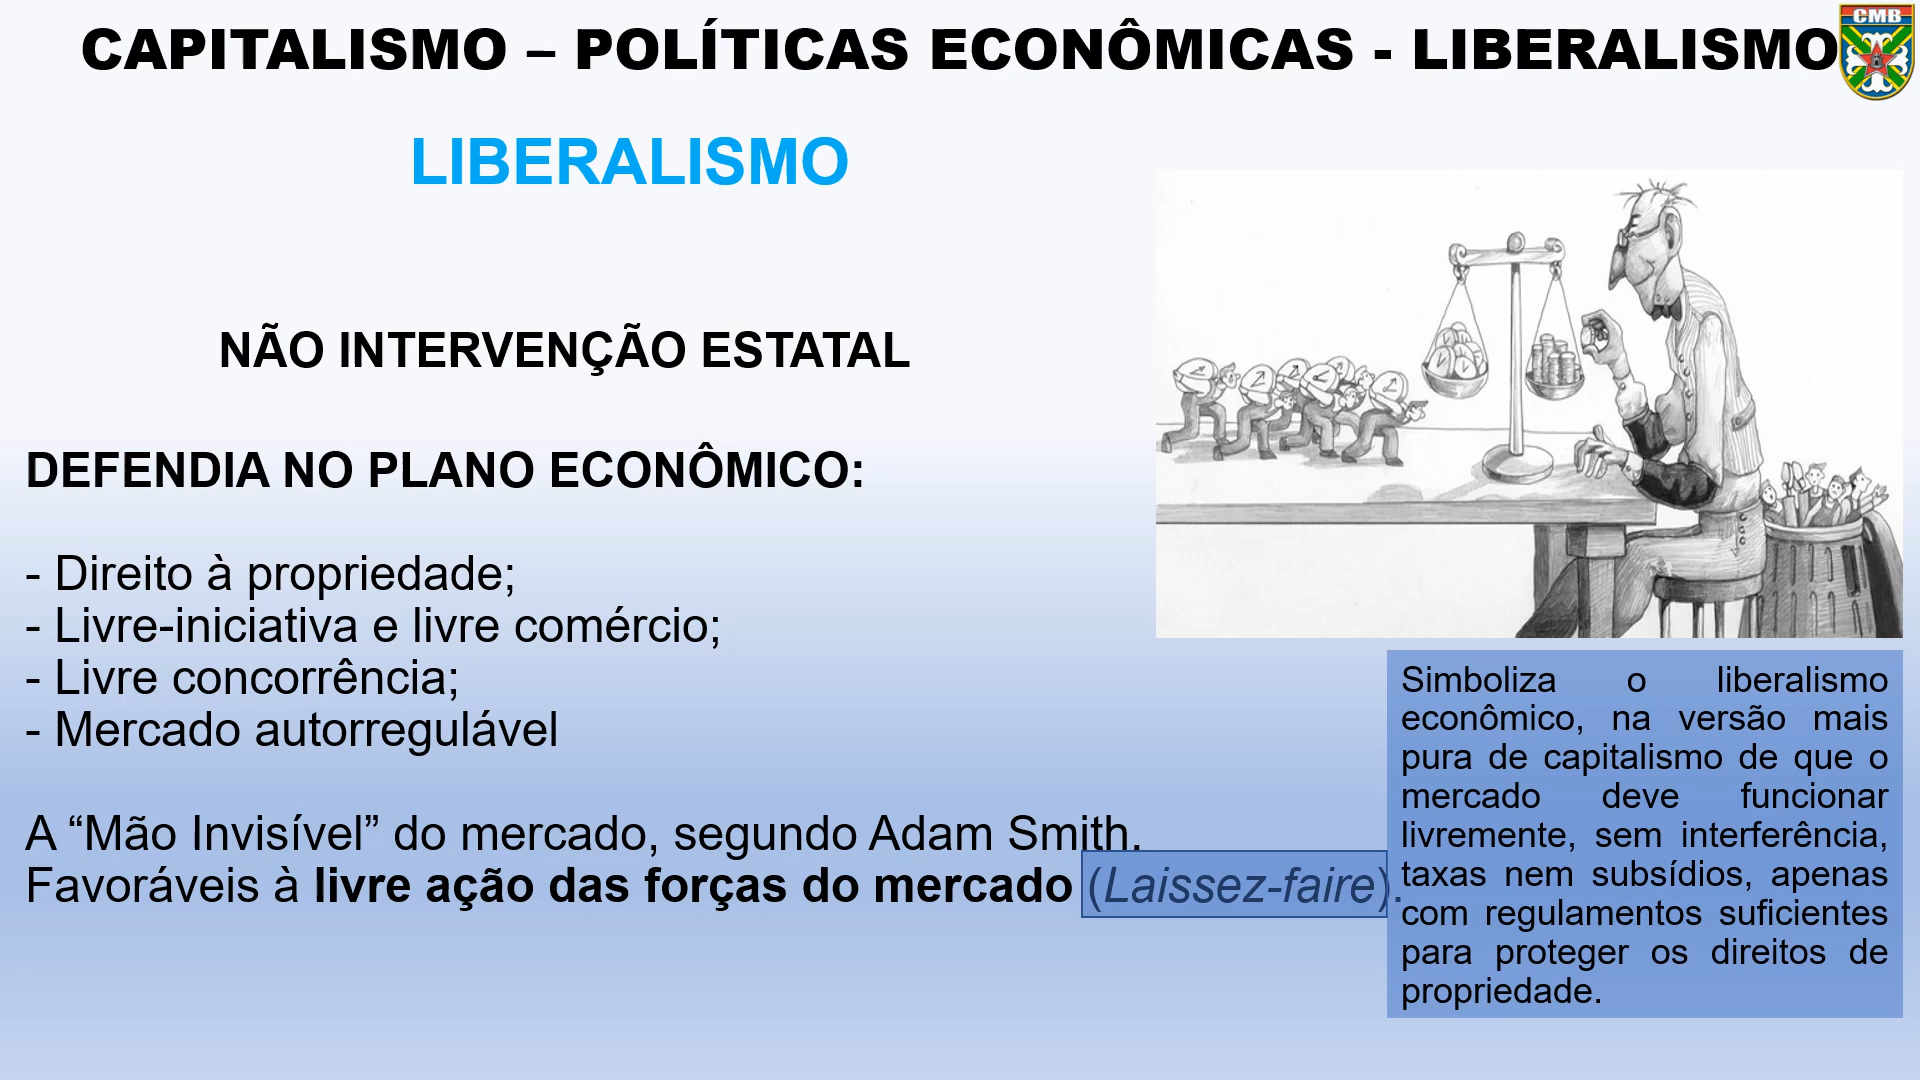 CAPITALISMO – POLÍTICAS ECONÔMICAS - LIBERALISMO
CMB
LIBERALISMO
NÃO INTERVENÇÃO ESTATAL
DEFENDIA NO PLANO ECONÔMICO:
- Direito à propriedade;
- Livre-iniciativa e livre comércio;
- Livre concorrência;
- Mercado autorregulável
A “Mão Invisível” do mercado, segundo Adam Smith.
Favoráveis à livre ação das forças do mercado (Laissez-faire).
Simboliza o liberalismo
econômico, na versão mais
pura de capitalismo de que o
mercado deve funcionar
livremente, sem interferência,
taxas nem subsídios, apenas
com regulamentos suficientes
para proteger os direitos de
propriedade.